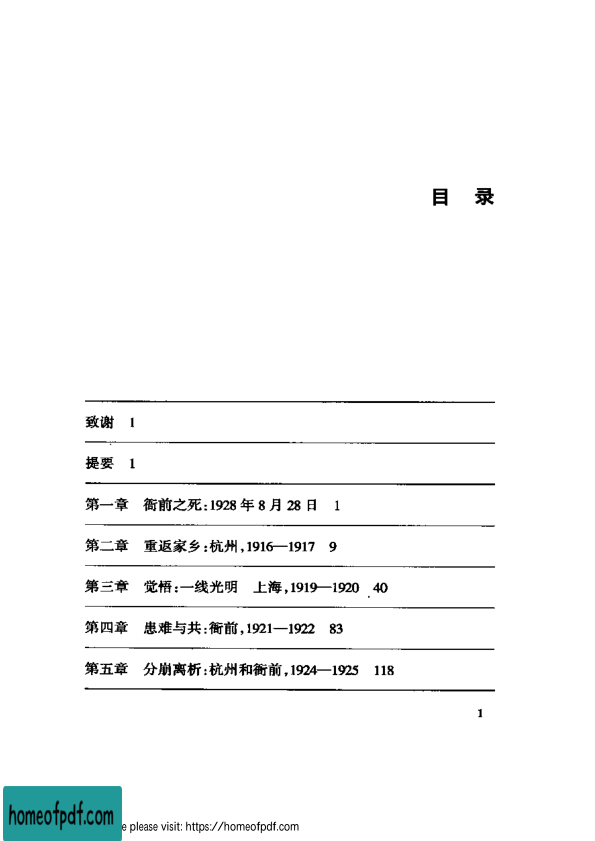 目 录
致谢 1
提要 1
第一章 衙前之死:1928年8月28日 1
第二章 重返家乡:杭州,1916—1917 9
第三章 觉悟:一线光明 上海,1919—1920 40
第四章 患难与共:衙前,1921—1922 83
第五章 分崩离析:杭州和衙前,1924—1925 118
1
homeofpdf.com
please visit: https://homeofpdf.com